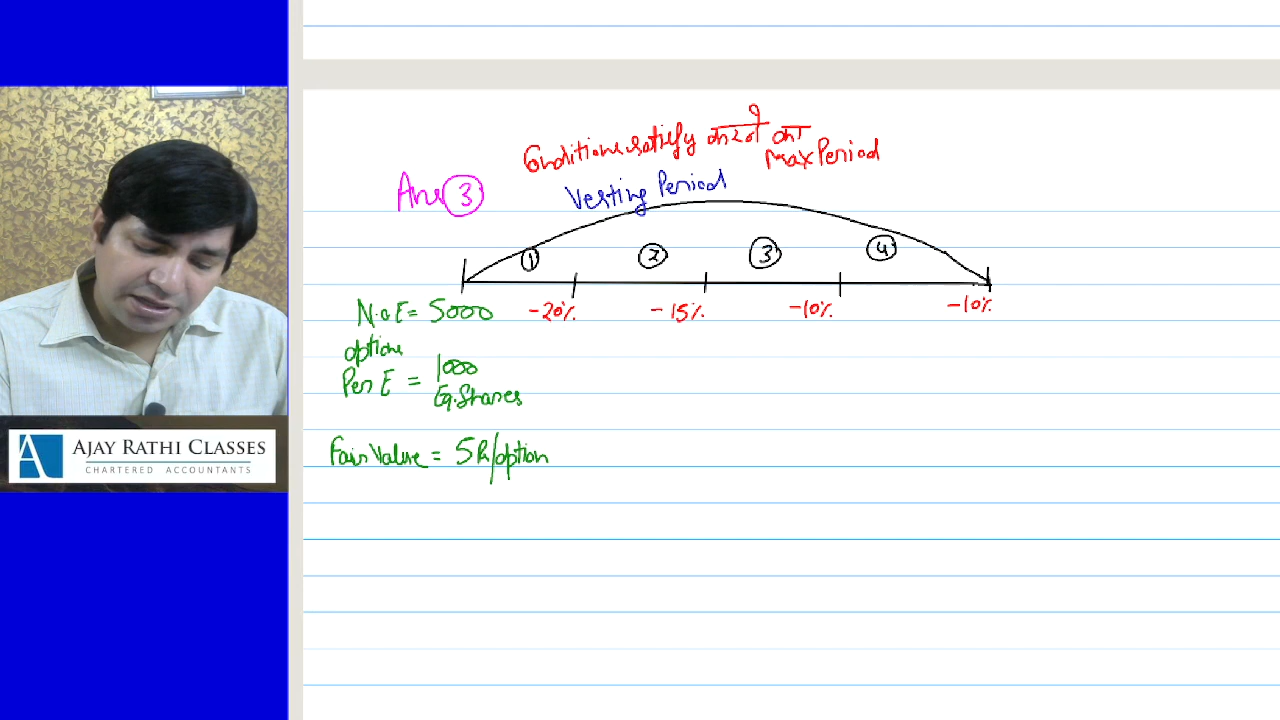 Conditions satisfy करने का
Max Period
Ans ③
Vesting Period
① ② ③ ④
N.o E = 5000 -20% -15% -10% -10%
options
Per E = 1000
Eq. Shares
Fair Value = 5 R/option
AJAY RATHI CLASSES
CHARTERED ACCOUNTANTS